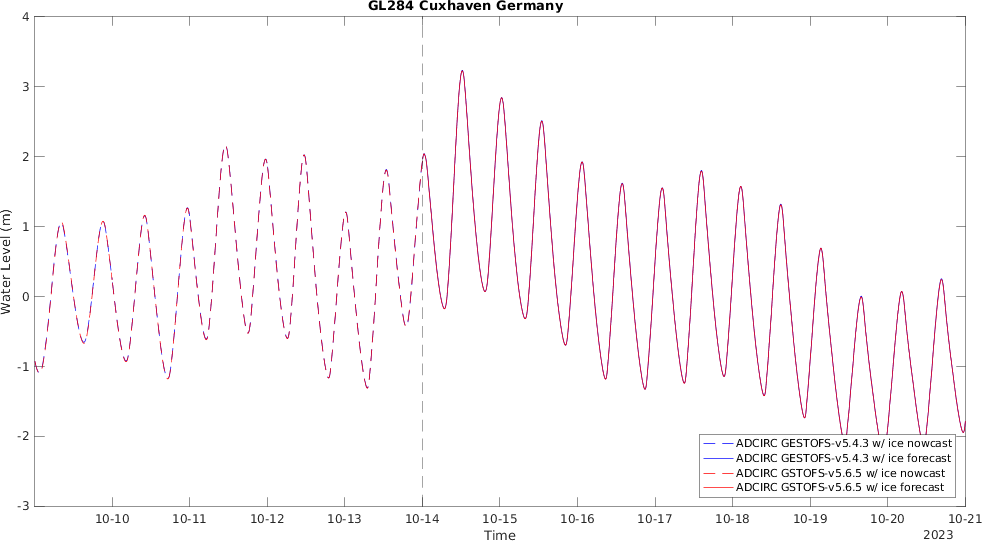 GL284 Cuxhaven Germany
4
3
2
1
0
-1
-2
-3
Water Level (m)
ADCIRC GESTOFS-v5.4.3 w/ ice nowcast
ADCIRC GESTOFS-v5.4.3 w/ ice forecast
ADCIRC GSTOFS-v5.6.5 w/ ice nowcast
ADCIRC GSTOFS-v5.6.5 w/ ice forecast
10-10 10-11 10-12 10-13 10-14 10-15 10-16 10-17 10-18 10-19 10-20 10-21
Time
2023